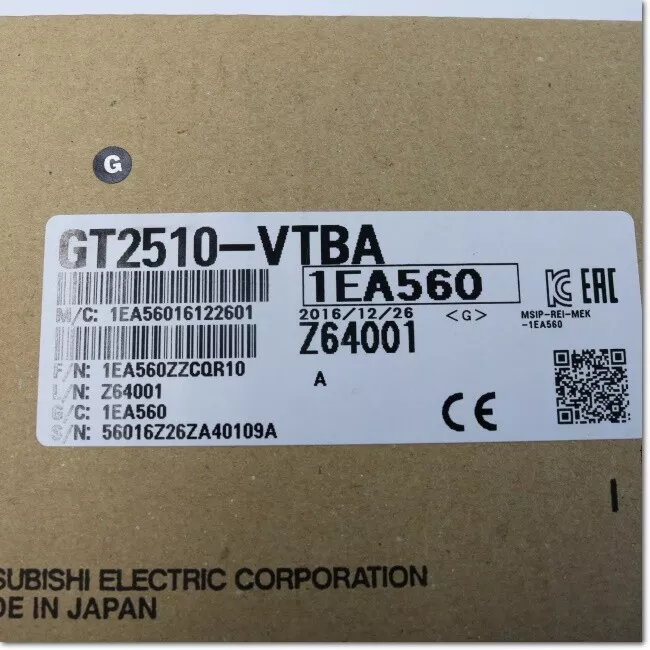 G
GT2510-VTBA
1EA560
M/C: 1EA56016122601
2016/12/26 <G>
MSIP-REI-MEK
-1EA560
Z64001
F/N: 1EA560ZZCQR10
A
L/N: Z64001
G/C: 1EA560
S/N: 56016Z26ZA40109A
CE
EAC
SUBISHI ELECTRIC CORPORATION
DE IN JAPAN